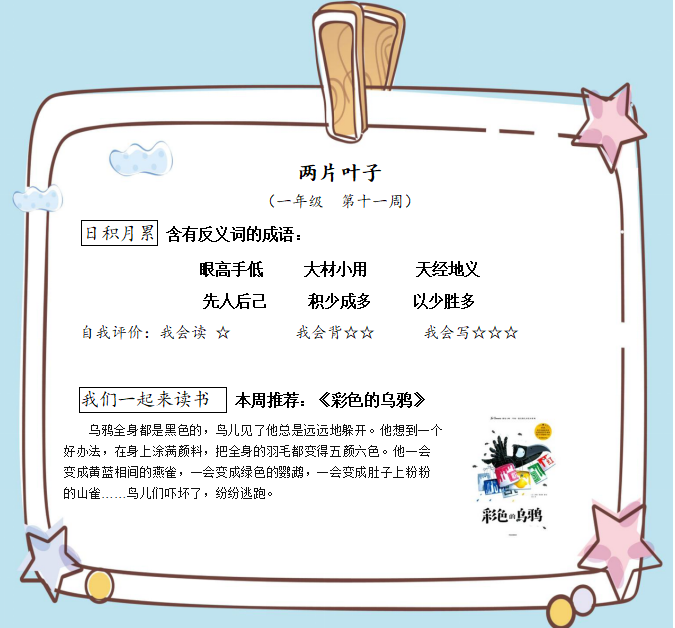 两片叶子
（一年级 第十一周）
日积月累 含有反义词的成语：
眼高手低 大材小用 天经地义
先人后己 积少成多 以少胜多
自我评价：我会读 ☆ 我会背☆☆ 我会写☆☆☆
我们一起来读书 本周推荐：《彩色的乌鸦》
乌鸦全身都是黑色的，鸟儿见了他总是远远地躲开。他想到一个
好办法，在身上涂满颜料，把全身的羽毛都变得五颜六色。他一会
变成黄蓝相间的燕雀，一会变成绿色的鹦鹉，一会变成肚子上粉粉
的山雀……鸟儿们吓坏了，纷纷逃跑。
彩色的乌鸦